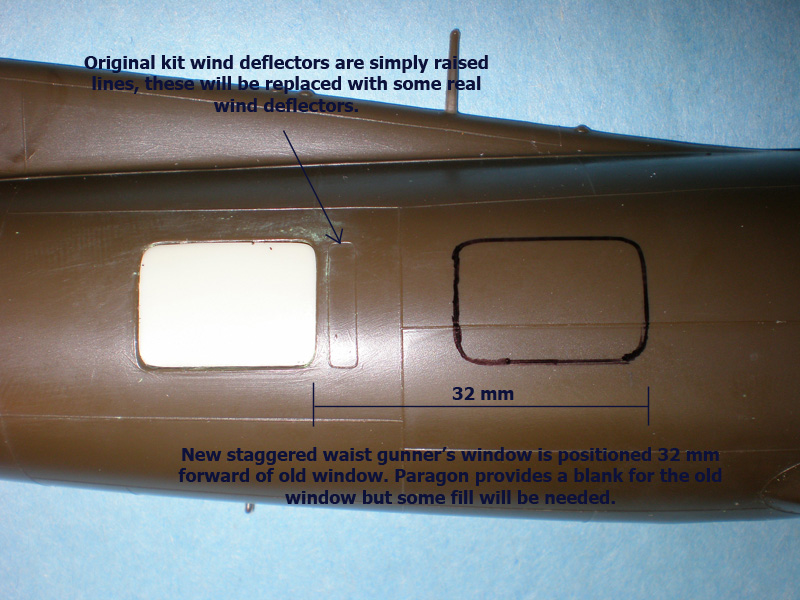 Original kit wind deflectors are simply raised
lines, these will be replaced with some real
wind deflectors.
32 mm
New staggered waist gunner’s window is positioned 32 mm
forward of old window. Paragon provides a blank for the old
window but some fill will be needed.